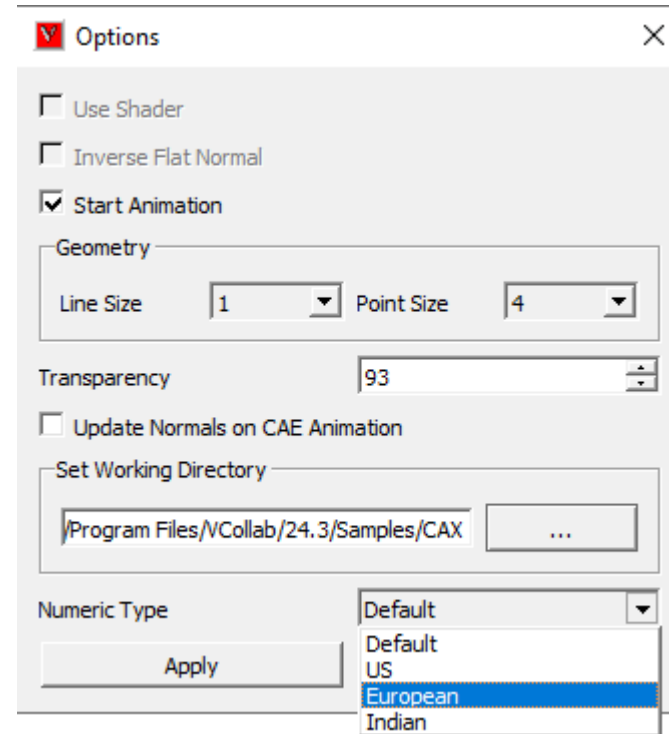 V Options
Use Shader
Inverse Flat Normal
Start Animation
Geometry
Line Size 1 Point Size 4
Transparency 93
Update Normals on CAE Animation
Set Working Directory
/Program Files/VCollab/24.3/Samples/CAX ...
Numeric Type Default
Default
Apply
US
European
Indian